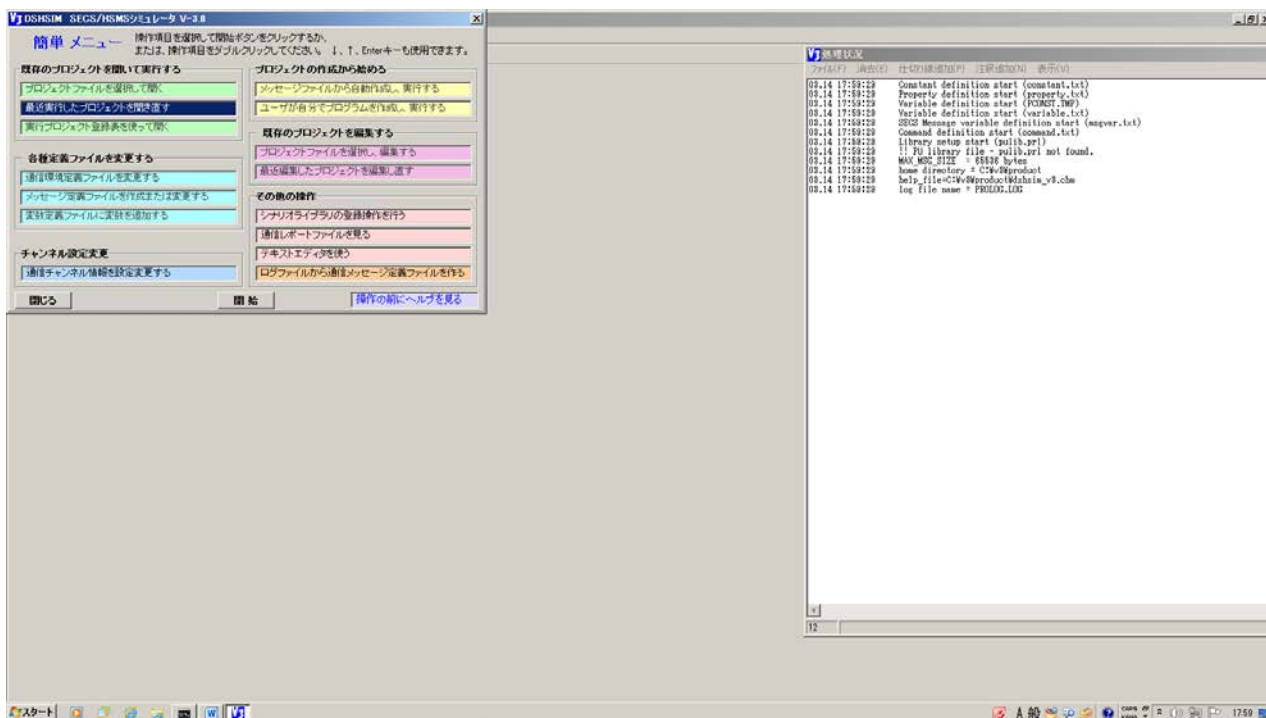 DSHSIM SECS/HSMSシミュレータ V-3.0
簡単 メニュー
操作項目を選択して開始ボタンをクリックするか、
または、操作項目をダブルクリックしてください。 ↓、↑、Enterキーも使用できます。
既存のプロジェクトを開いて実行する
プロジェクトファイルを選択して開く
最近実行したプロジェクトを開き直す
実行プロジェクト登録表を使って開く
各種定義ファイルを変更する
通信環境定義ファイルを変更する
メッセージ定義ファイルを作成または変更する
変数定義ファイルに変数を追加する
チャンネル設定変更
通信チャンネル情報を設定変更する
プロジェクトの作成から始める
メッセージファイルから自動作成し、実行する
ユーザが自分でプログラムを作成し、実行する
既存のプロジェクトを編集する
プロジェクトファイルを選択し、編集する
最近編集したプロジェクトを編集し直す
その他の操作
シナリオライブラリの登録操作を行う
通信レポートファイルを見る
テキストエディタを使う
ログファイルから通信メッセージ定義ファイルを作る
閉じる
開 始
操作の前にヘルプを見る
処理状況
ファイル(F) 消去(E) 仕切り線追加(P) 注釈追加(N) 表示(V)
03.14 17:59:29 Constant definition start (constant.txt)
03.14 17:59:29 Property definition start (property.txt)
03.14 17:59:29 Variable definition start (PCONST.TMP)
03.14 17:59:29 Variable definition start (variable.txt)
03.14 17:59:29 SECS Message variable definition start (msgvar.txt)
03.14 17:59:29 Command definition start (command.txt)
03.14 17:59:29 Library setup start (pulib.prl)
03.14 17:59:29 !! PU library file - pulib.prl not found.
03.14 17:59:29 MAX_MSG_SIZE = 65536 bytes
03.14 17:59:29 home directory = C:¥v3¥product
03.14 17:59:29 help_file=C:¥v3¥product¥dshsim_v3.chm
03.14 17:59:29 log file name = PROLOG.LOG
12
スタート
A 般
CAPS
KANA
17:59